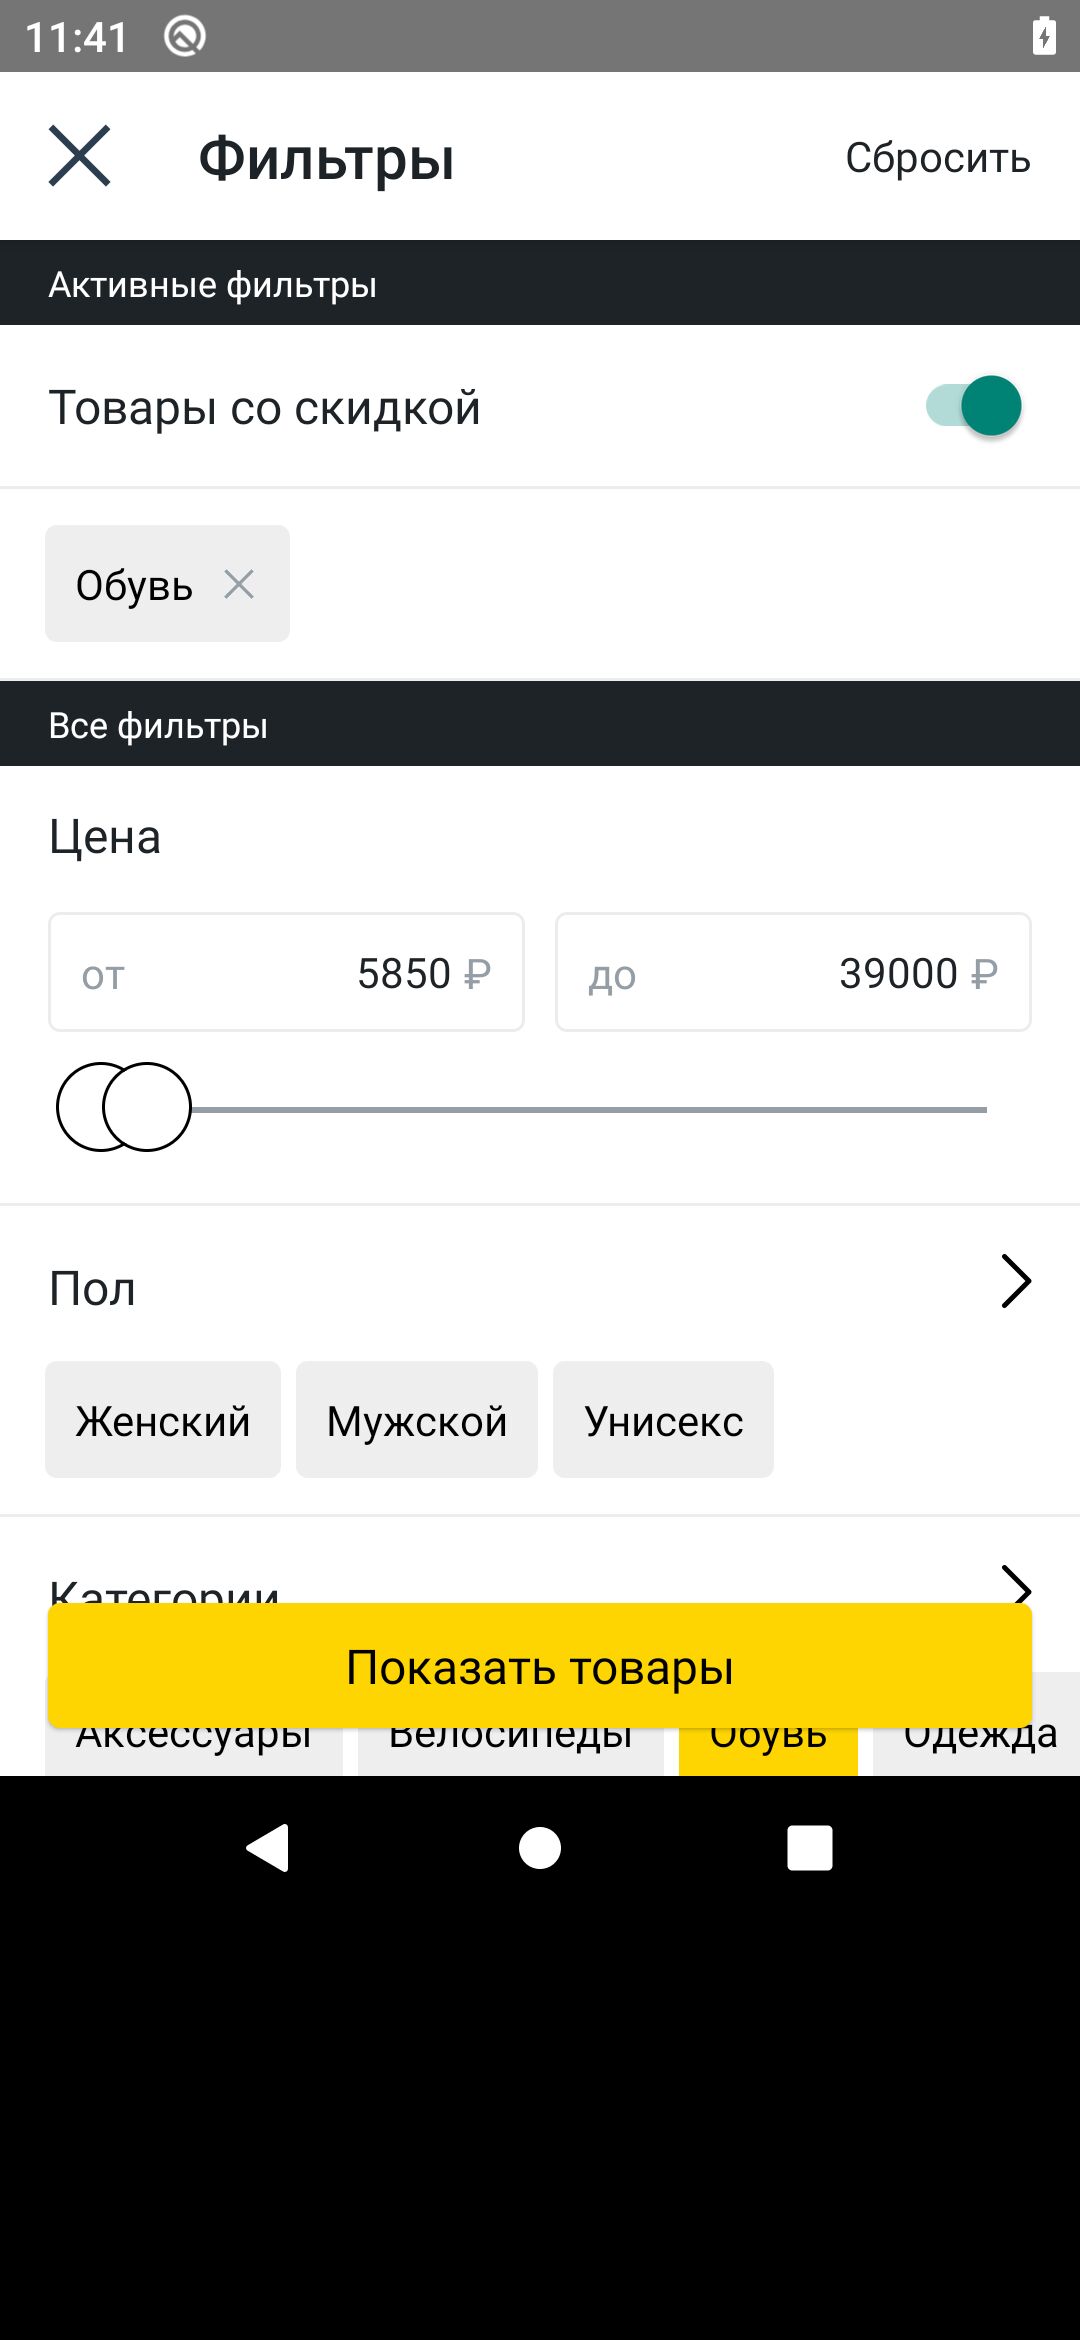 11:41
Фильтры
Сбросить
Активные фильтры
Товары со скидкой
Обувь
Все фильтры
Цена
от 5850 ₽
до 39000 ₽
Пол
Женский Мужской Унисекс
Категории
Показать товары
Аксессуары Велосипеды Обувь Одежда